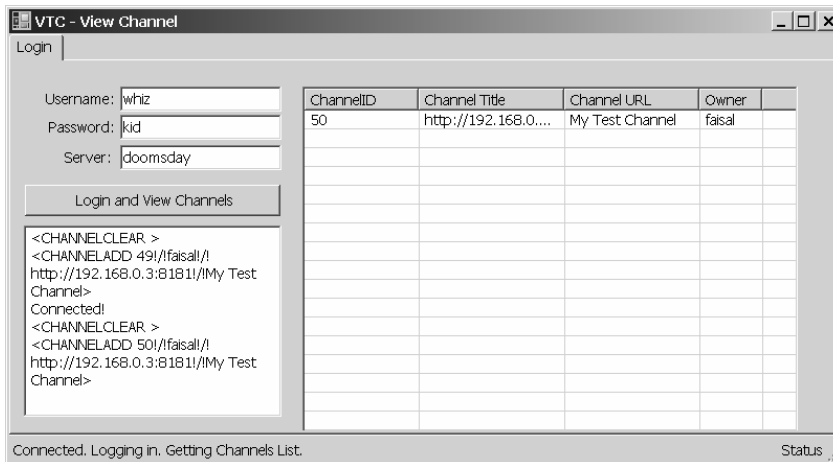 VTC - View Channel
Login
Username: whiz
Password: kid
Server: doomsday
Login and View Channels
<CHANNELCLEAR >
<CHANNELADD 49!/!faisal!/!
http://192.168.0.3:8181!/!My Test
Channel>
Connected!
<CHANNELCLEAR >
<CHANNELADD 50!/!faisal!/!
http://192.168.0.3:8181!/!My Test
Channel>
ChannelID Channel Title Channel URL Owner
50 http://192.168.0.... My Test Channel faisal
Connected. Logging in. Getting Channels List. Status